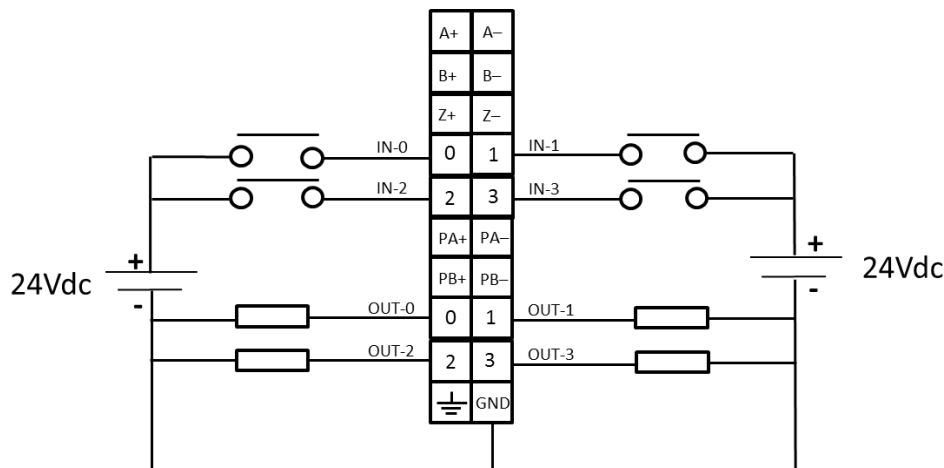 A+ A–
B+ B–
Z+ Z–
IN-0 0 1 IN-1
IN-2 2 3 IN-3
PA+ PA–
+ +
24Vdc PB+ PB– 24Vdc
- -
OUT-0 0 1 OUT-1
OUT-2 2 3 OUT-3
GND